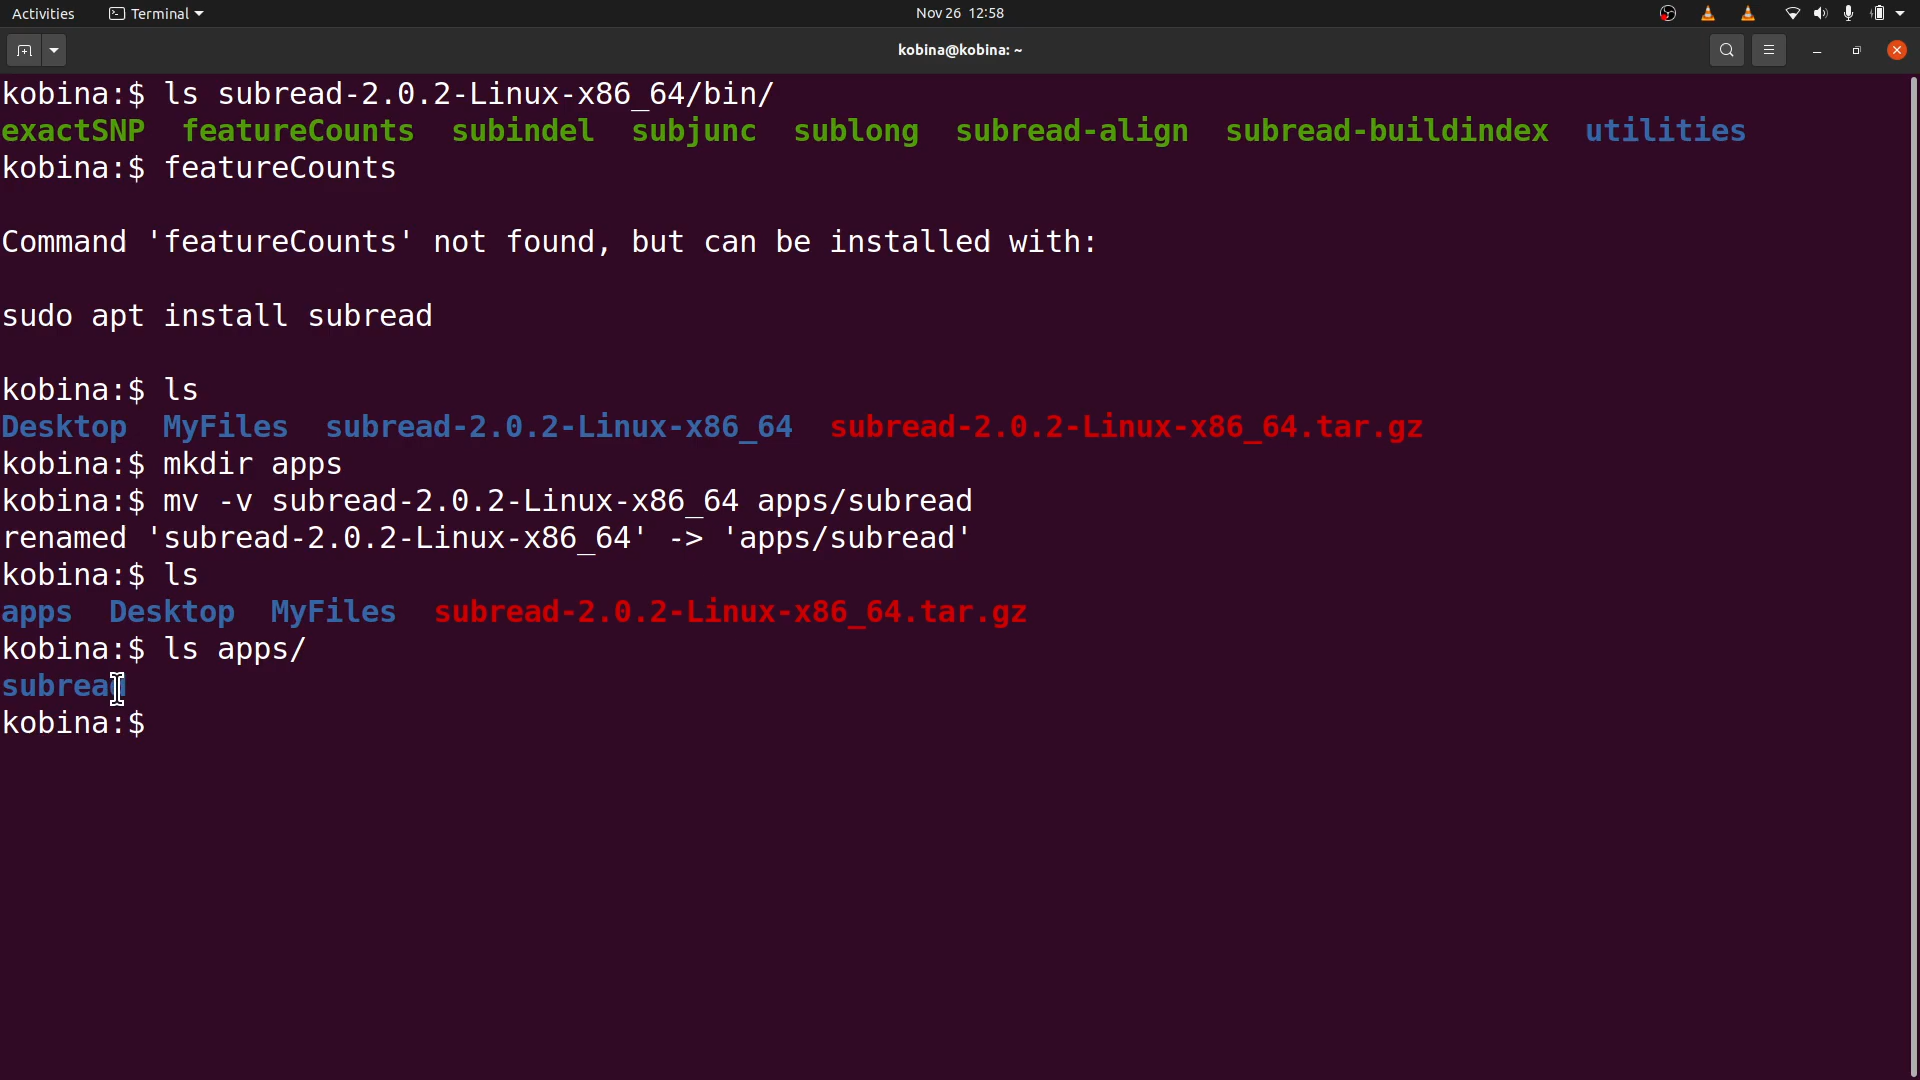 Activities Terminal Nov 26 12:58
kobina@kobina: ~
kobina:$ ls subread-2.0.2-Linux-x86_64/bin/
exactSNP featureCounts subindel subjunc sublong subread-align subread-buildindex utilities
kobina:$ featureCounts
Command 'featureCounts' not found, but can be installed with:
sudo apt install subread
kobina:$ ls
Desktop MyFiles subread-2.0.2-Linux-x86_64 subread-2.0.2-Linux-x86_64.tar.gz
kobina:$ mkdir apps
kobina:$ mv -v subread-2.0.2-Linux-x86_64 apps/subread
renamed 'subread-2.0.2-Linux-x86_64' -> 'apps/subread'
kobina:$ ls
apps Desktop MyFiles subread-2.0.2-Linux-x86_64.tar.gz
kobina:$ ls apps/
subread
kobina:$